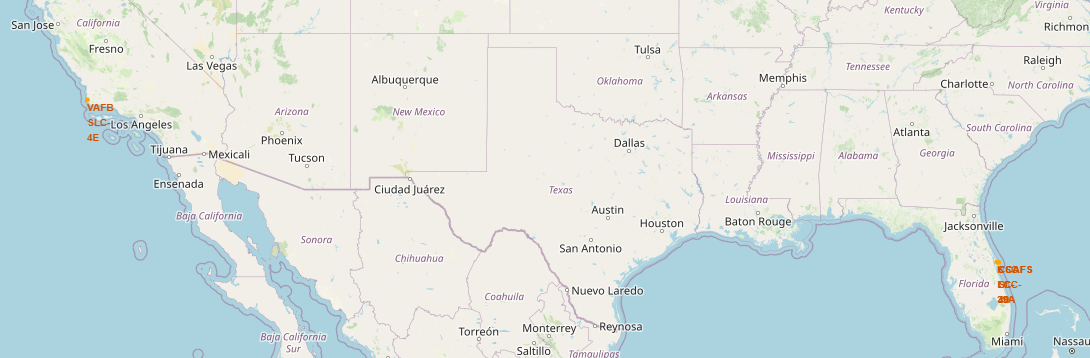 San Jose
California
Fresno
Las Vegas
VAFB
SLC-
4E
Los Angeles
Tijuana
Mexicali
Ensenada
Baja California
Arizona
Phoenix
Tucson
Sonora
Baja California
Sur
Albuquerque
New Mexico
Ciudad Juárez
Chihuahua
Coahuila
Torreón
Monterrey
Saltillo
Nuevo Laredo
Reynosa
Tamaulipas
Texas
Dallas
Austin
San Antonio
Houston
Tulsa
Oklahoma
Arkansas
Louisiana
Baton Rouge
Memphis
Mississippi
Alabama
Tennessee
Kentucky
Virginia
Richmon
Raleigh
North Carolina
Charlotte
South Carolina
Atlanta
Georgia
Jacksonville
Florida
Miami
Nassau